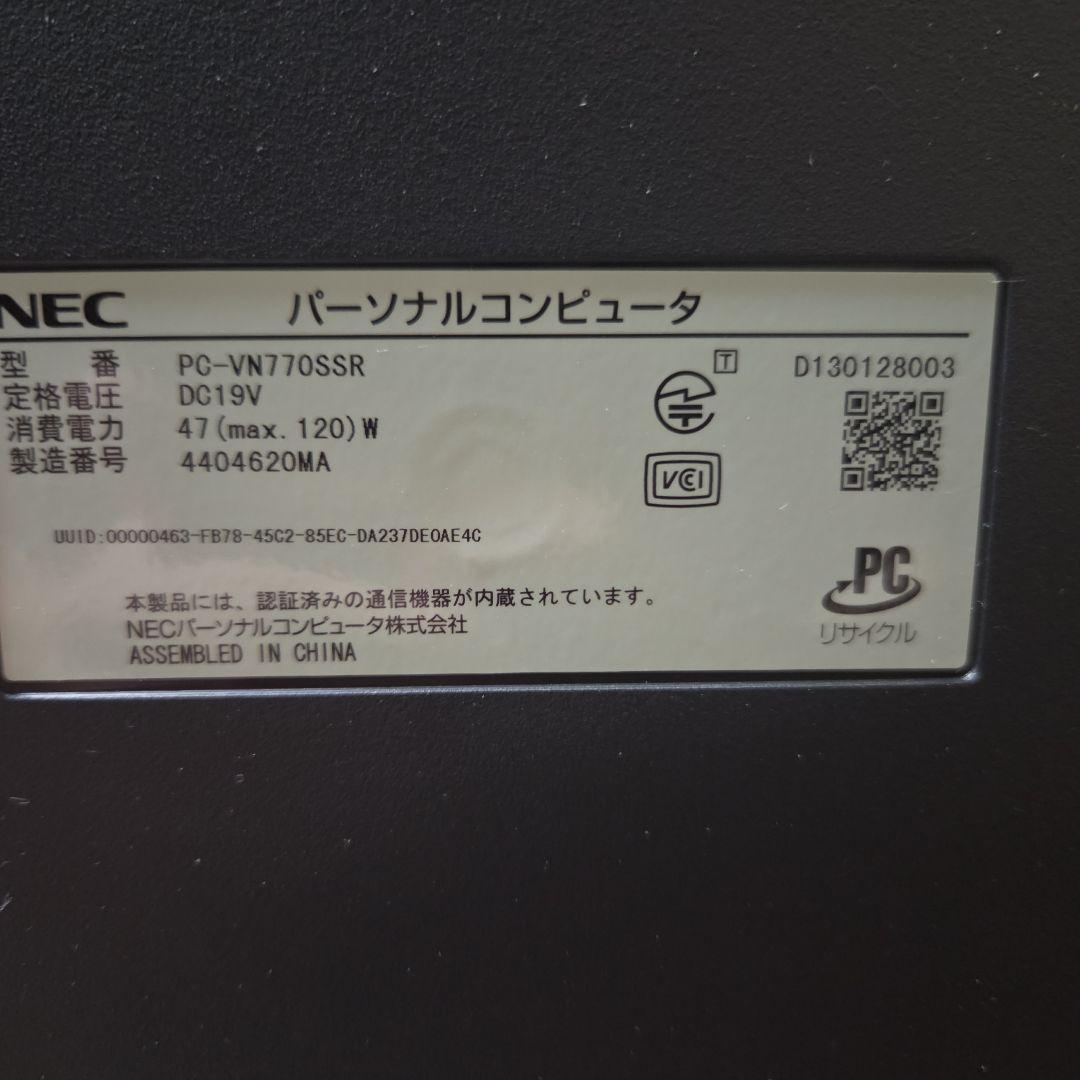 NEC パーソナルコンピュータ
型番 PC-VN770SSR
定格電圧 DC19V
消費電力 47(max.120)W
製造番号 4404620MA
T D130128003
VCCI
UUID:00000463-FB78-45C2-85EC-DA237DE0AE4C
本製品には、認証済みの通信機器が内蔵されています。
NECパーソナルコンピュータ株式会社
ASSEMBLED IN CHINA
PC
リサイクル